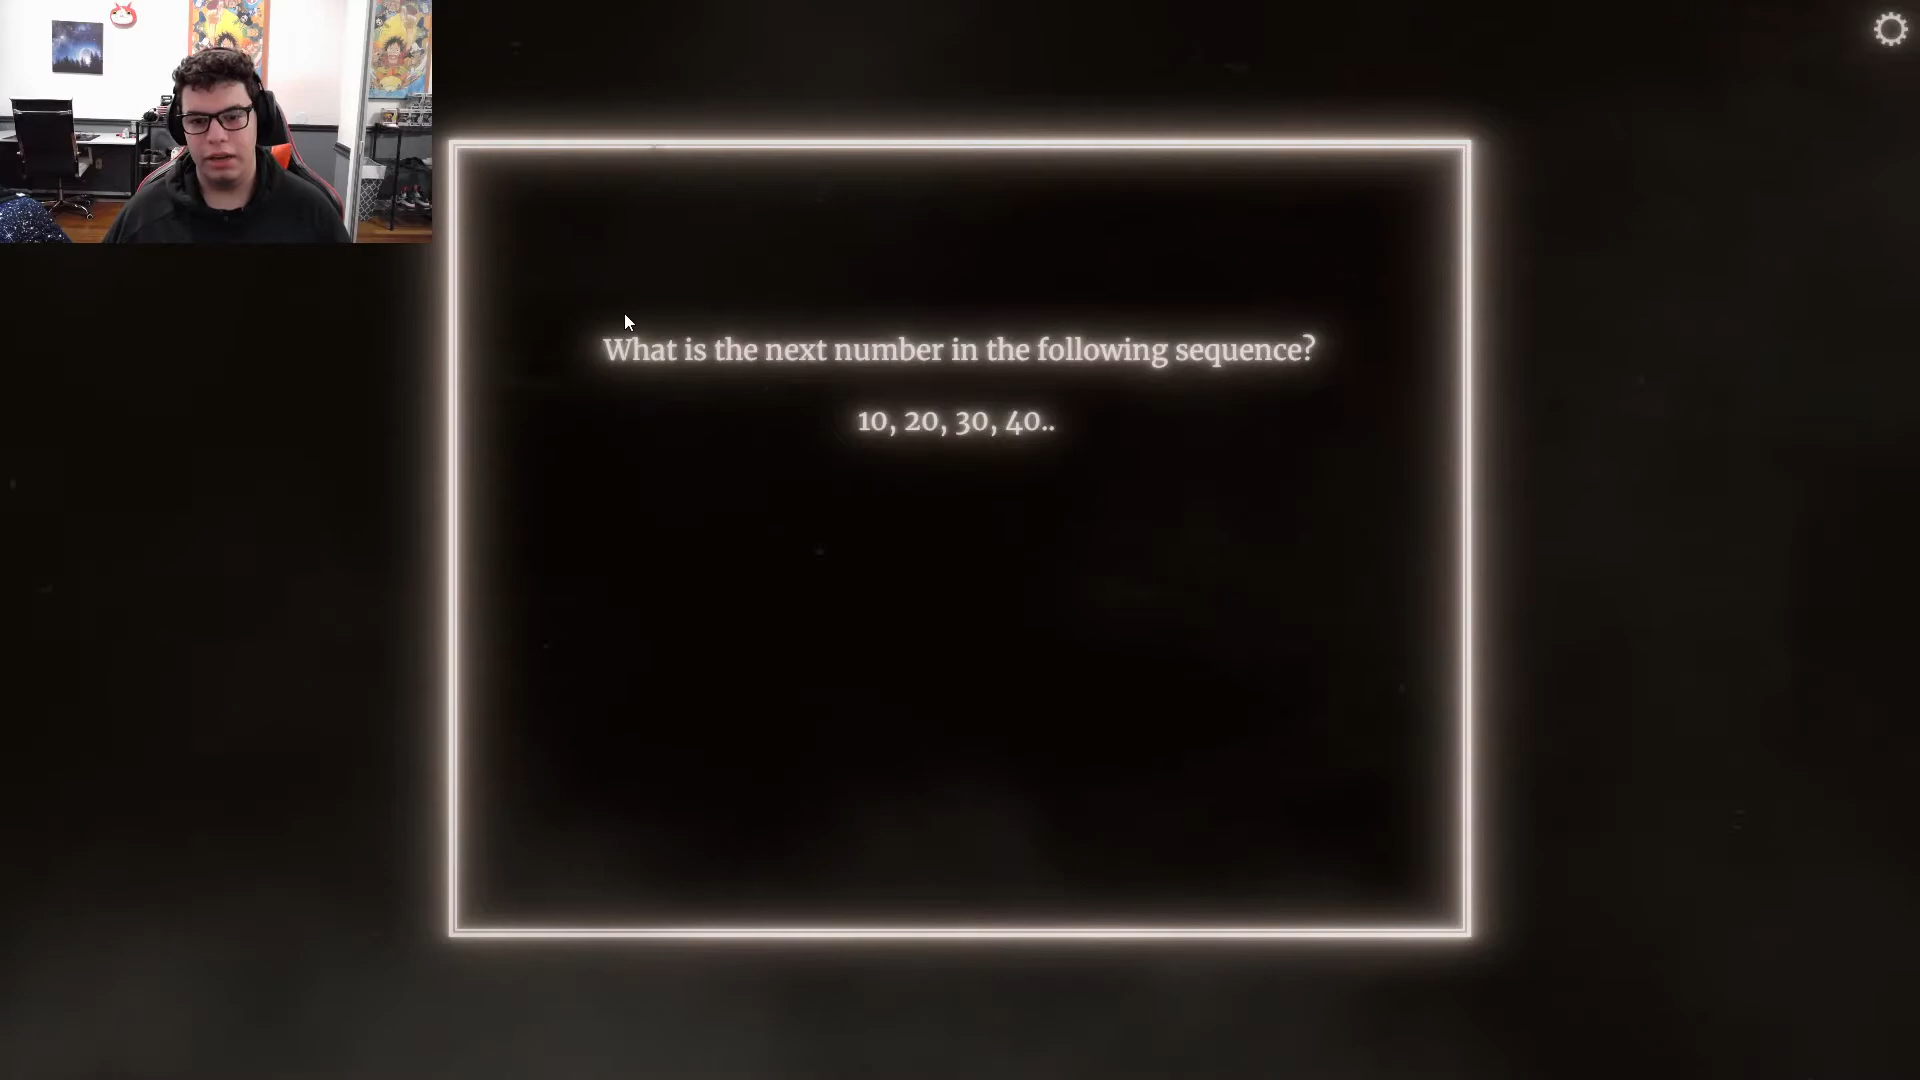 What is the next number in the following sequence?
10, 20, 30, 40..